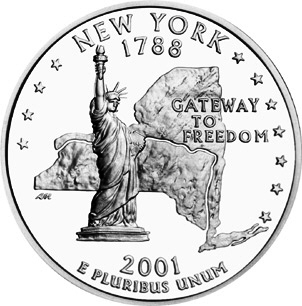 NEW YORK
1788
GATEWAY
TO
FREEDOM
2001
E PLURIBUS UNUM